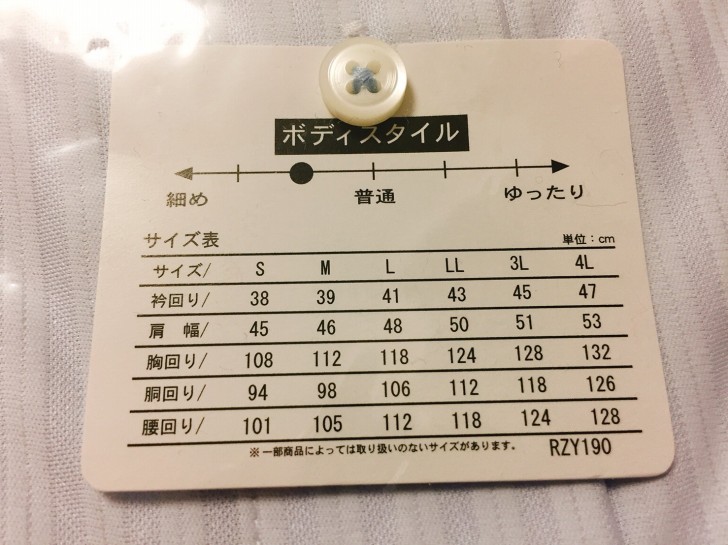 ボディスタイル
細め 普通 ゆったり
サイズ表 単位：cm
サイズ/ S M L LL 3L 4L
衿回り/ 38 39 41 43 45 47
肩　幅/ 45 46 48 50 51 53
胸回り/ 108 112 118 124 128 132
胴回り/ 94 98 106 112 118 126
腰回り/ 101 105 112 118 124 128
※一部商品によっては取り扱いのないサイズがあります。 RZY190